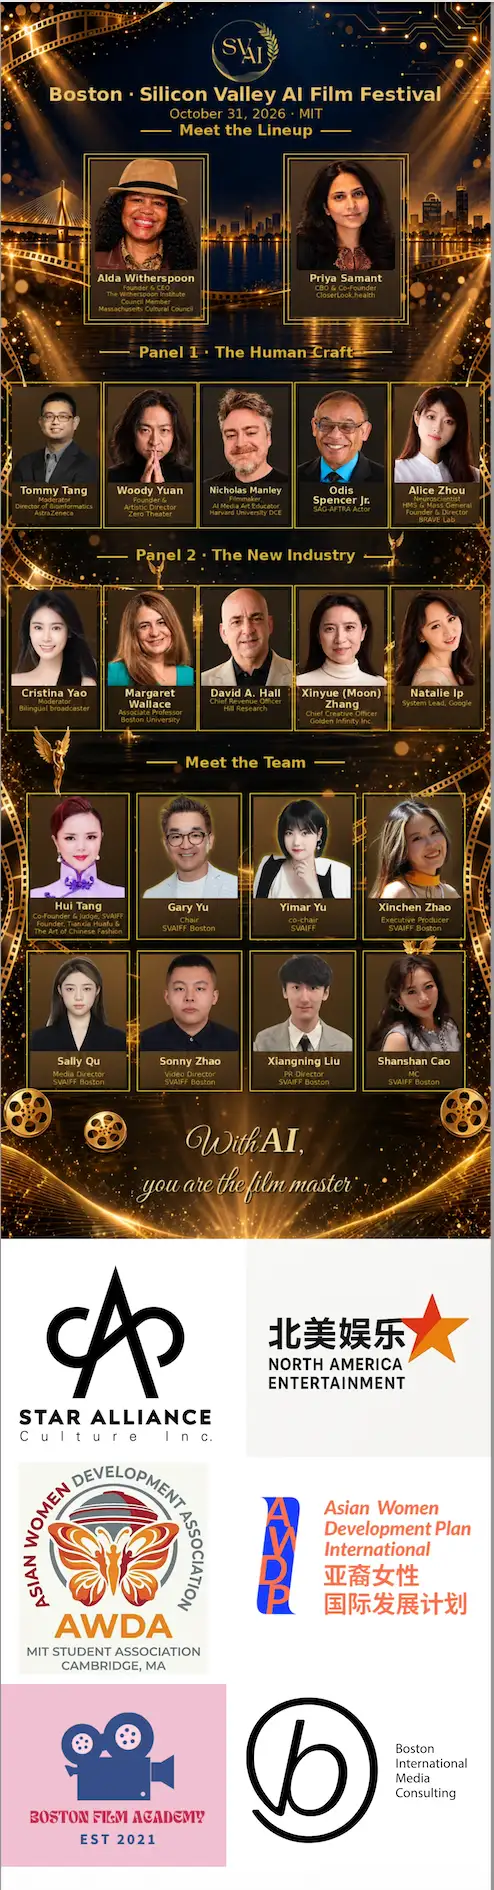 SVAI
Boston · Silicon Valley AI Film Festival
October 31, 2026 · MIT
Meet the Lineup
Alda Witherspoon
Founder & CEO
The Witherspoon Institute
Council Member
Massachusetts Cultural Council
Priya Samant
CBO & Co-Founder
CloserLook.health
Panel 1 · The Human Craft
Tommy Tang
Moderator
Director of Bioinformatics
AstraZeneca
Woody Yuan
Founder &
Artistic Director
Zero Theater
Nicholas Manley
Filmmaker
AI Media Art Educator
Harvard University DCE
Odis
Spencer Jr.
SAG-AFTRA Actor
Alice Zhou
Neuroscientist
HMS & Mass General
Founder & Director
BRAVE Lab
Panel 2 · The New Industry
Cristina Yao
Moderator
Bilingual broadcaster
Margaret
Wallace
Associate Professor
Boston University
David A. Hall
Chief Revenue Officer
Hill Research
Xinyue (Moon)
Zhang
Chief Creative Officer
Golden Infinity Inc.
Natalie Ip
System Lead, Google
Meet the Team
Hui Tang
Co-Founder & Judge, SVAIFF
Founder, Tianxia Huafu &
The Art of Chinese Fashion
Gary Yu
Chair
SVAIFF Boston
Yimar Yu
co-chair
SVAIFF
Xinchen Zhao
Executive Producer
SVAIFF Boston
Sally Qu
Media Director
SVAIFF Boston
Sonny Zhao
Video Director
SVAIFF Boston
Xiangning Liu
PR Director
SVAIFF Boston
Shanshan Cao
MC
SVAIFF Boston
With AI,
you are the film master
STAR ALLIANCE
Culture Inc.
北美娱乐
NORTH AMERICA
ENTERTAINMENT
ASIAN WOMEN DEVELOPMENT ASSOCIATION
AWDA
MIT STUDENT ASSOCIATION
CAMBRIDGE, MA
AWDP
Asian Women
Development Plan
International
亚裔女性
国际发展计划
BOSTON FILM ACADEMY
EST 2021
b
Boston
International
Media
Consulting